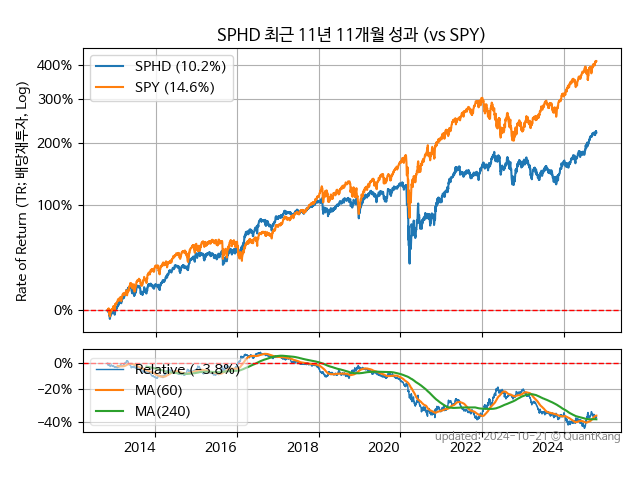 SPHD 최근 11년 11개월 성과 (vs SPY)
SPHD (10.2%)
SPY (14.6%)
400%
300%
200%
100%
0%
Rate of Return (TR: 배당재투자, Log)
Relative (−3.8%)
MA(60)
MA(240)
0%
−20%
−40%
updated: 2024-10-21 © QuantKang
2014 2016 2018 2020 2022 2024